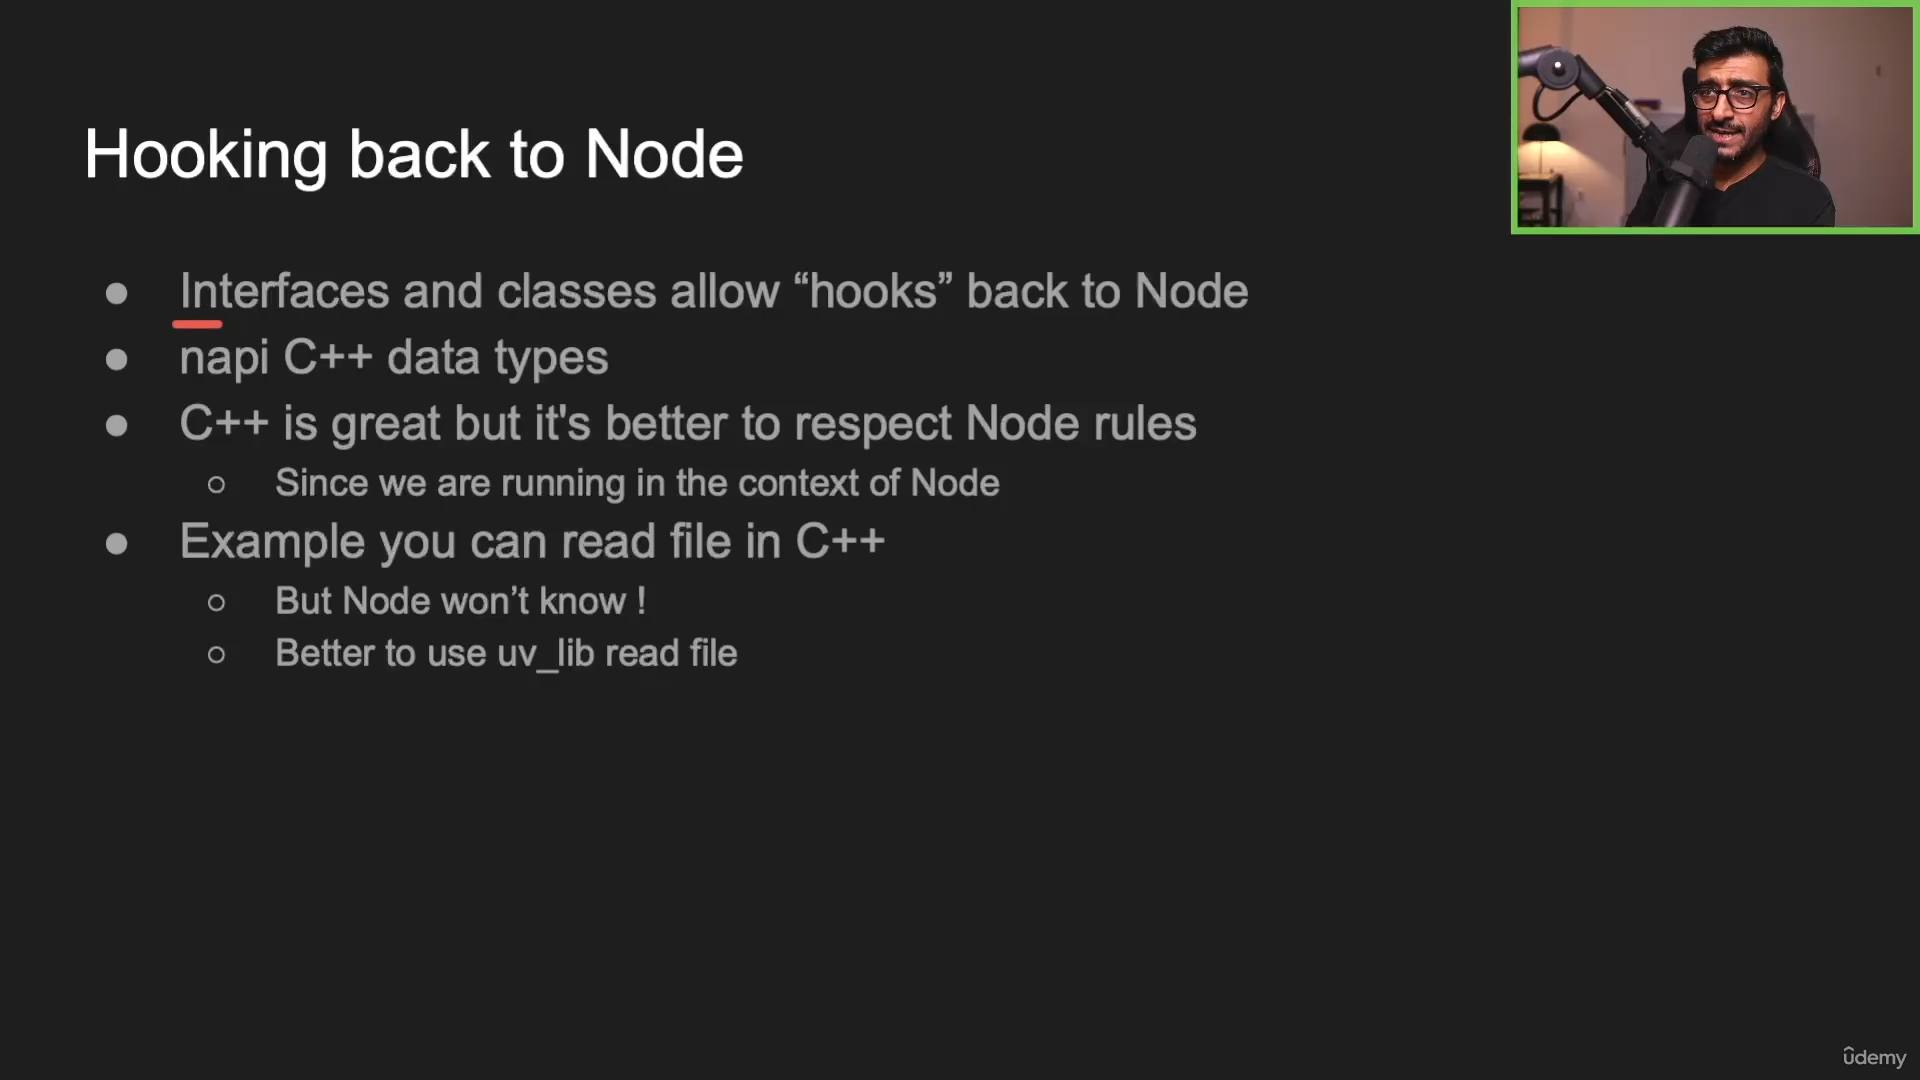 Hooking back to Node
● Interfaces and classes allow “hooks” back to Node
● napi C++ data types
● C++ is great but it's better to respect Node rules
○ Since we are running in the context of Node
● Example you can read file in C++
○ But Node won’t know !
○ Better to use uv_lib read file
ûdemy